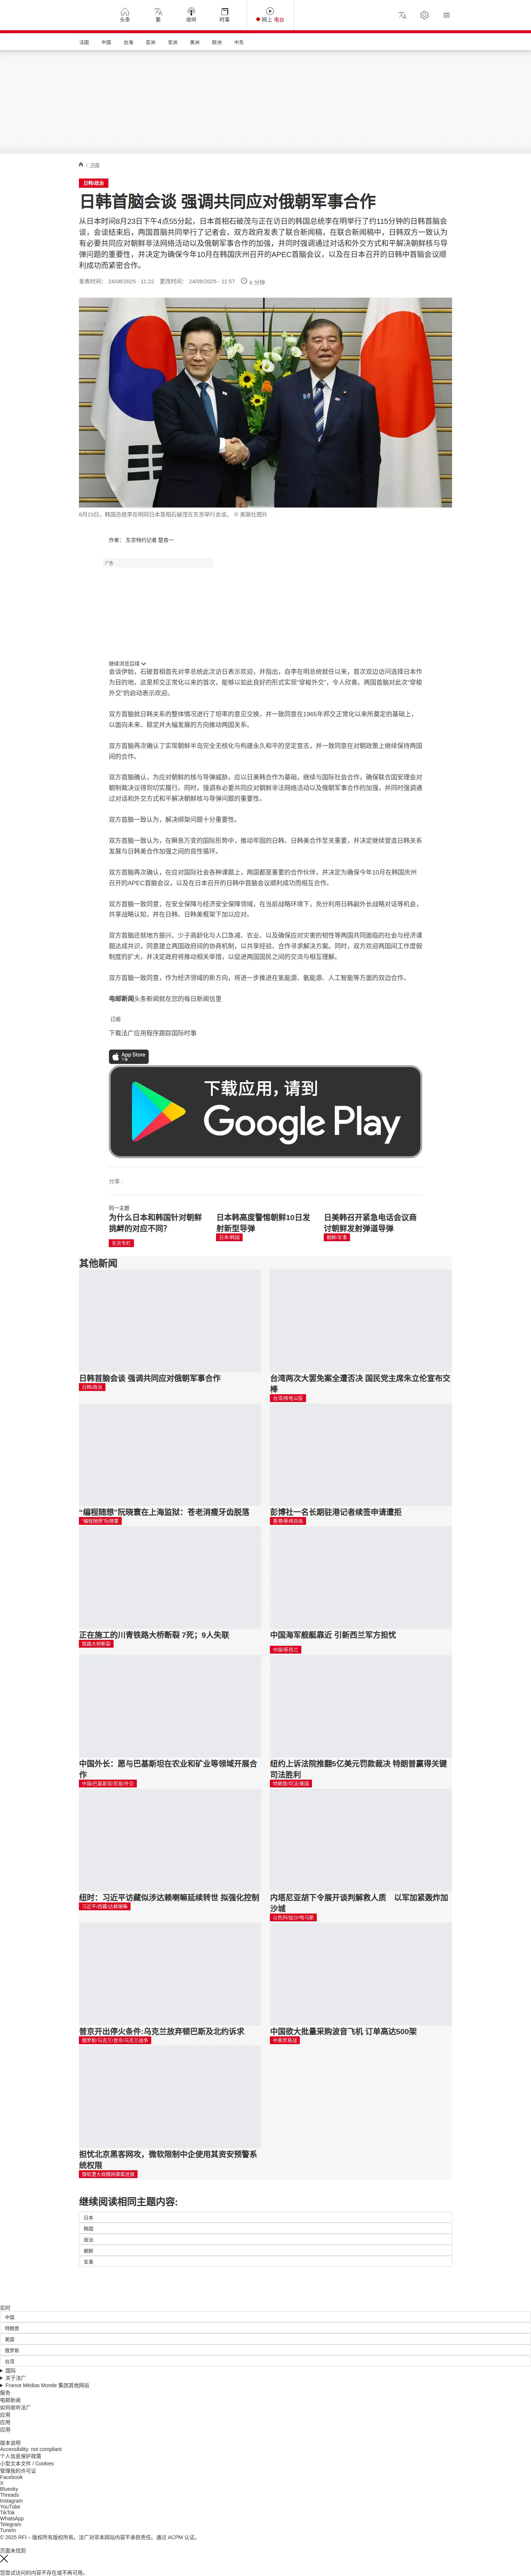 头条
繁
收听
时事
网上 电台
法国
中国
台海
亚洲
非洲
美洲
欧洲
中东
/ 中国
日韩/政治
日韩首脑会谈 强调共同应对俄朝军事合作
从日本时间8月23日下午4点55分起，日本首相石破茂与正在访日的韩国总统李在明举行了约115分钟的日韩首脑会
谈，会谈结束后，两国首脑共同举行了记者会，双方政府发表了联合新闻稿，在联合新闻稿中，日韩双方一致认为
有必要共同应对朝鲜非法网络活动以及俄朝军事合作的加强，并同时强调通过对话和外交方式和平解决朝鲜核与导
弹问题的重要性，并决定为确保今年10月在韩国庆州召开的APEC首脑会议，以及在日本召开的日韩中首脑会议顺
利成功而紧密合作。
发表时间： 24/08/2025 - 11:22 更改时间： 24/08/2025 - 11:57 6 分钟
8月23日，韩国总统李在明同日本首相石破茂在东京举行会谈。 © 美联社图片
作者： 东京特约记者 楚良一
广告
继续浏览后续
会谈伊始，石破首相首先对李总统此次访日表示欢迎，并指出，自李在明总统就任以来，首次双边访问选择日本作
为目的地，这是邦交正常化以来的首次，能够以如此良好的形式实现“穿梭外交”，令人欣喜。两国首脑对此次“穿梭
外交”的启动表示欢迎。
双方首脑就日韩关系的整体情况进行了坦率的意见交换，并一致同意在1965年邦交正常化以来所奠定的基础上，
以面向未来、稳定并大幅发展的方向推动两国关系。
双方首脑再次确认了实现朝鲜半岛完全无核化与构建永久和平的坚定意志，并一致同意在对朝政策上继续保持两国
间的合作。
双方首脑确认，为应对朝鲜的核与导弹威胁，应以日美韩合作为基础，继续与国际社会合作，确保联合国安理会对
朝制裁决议得到切实履行。同时，强调有必要共同应对朝鲜非法网络活动以及俄朝军事合作的加强，并同时强调通
过对话和外交方式和平解决朝鲜核与导弹问题的重要性。
双方首脑一致认为，解决绑架问题十分重要性。
双方首脑一致认为，在瞬息万变的国际形势中，推动牢固的日韩、日韩美合作至关重要，并决定继续营造日韩关系
发展与日韩美合作加强之间的良性循环。
双方首脑再次确认，在应对国际社会各种课题上，两国都是重要的合作伙伴，并决定为确保今年10月在韩国庆州
召开的APEC首脑会议，以及在日本召开的日韩中首脑会议顺利成功而相互合作。
双方首脑一致同意，在安全保障与经济安全保障领域，在当前战略环境下，充分利用日韩副外长战略对话等机会，
共享战略认知，并在日韩、日韩美框架下加以应对。
双方首脑还就地方振兴、少子高龄化与人口急减、农业、以及确保应对灾害的韧性等两国共同面临的社会与经济课
题达成共识，同意建立两国政府间的协商机制，以共享经验、合作寻求解决方案。同时，双方欢迎两国间工作度假
制度的扩大，并决定政府将推动相关举措，以促进两国国民之间的交流与相互理解。
双方首脑一致同意，作为经济领域的新方向，将进一步推进在氢能源、氨能源、人工智能等方面的双边合作。
电邮新闻头条新闻就在您的每日新闻信里
订阅
下载法广应用程序跟踪国际时事
App Store
下载
下载应用，请到
Google Play
分享 :
同一主题
为什么日本和韩国针对朝鲜
挑衅的对应不同？
东京专栏
日本韩高度警惕朝鲜10日发
射新型导弹
日本/韩国
日美韩召开紧急电话会议商
讨朝鲜发射弹道导弹
朝鲜/军事
其他新闻
日韩首脑会谈 强调共同应对俄朝军事合作
日韩/政治
台湾两次大罢免案全遭否决 国民党主席朱立伦宣布交
棒
台湾/核电公投
“编程随想”阮晓寰在上海监狱：苍老消瘦牙齿脱落
“编程随想”阮晓寰
彭博社一名长期驻港记者续签申请遭拒
香港/新闻自由
正在施工的川青铁路大桥断裂 7死；9人失联
铁路大桥断裂
中国海军舰艇靠近 引新西兰军方担忧
中国/新西兰
中国外长：愿与巴基斯坦在农业和矿业等领域开展合
作
中国/巴基斯坦/贸易/外交
纽约上诉法院推翻5亿美元罚款裁决 特朗普赢得关键
司法胜利
特朗普/司法/美国
纽时：习近平访藏似涉达赖喇嘛延续转世 拟强化控制
习近平/西藏/达赖喇嘛
内塔尼亚胡下令展开谈判解救人质 以军加紧轰炸加
沙城
以色列/加沙/哈马斯
普京开出停火条件:乌克兰放弃顿巴斯及北约诉求
俄罗斯/乌克兰/普京/乌克兰战争
中国欲大批量采购波音飞机 订单高达500架
中美贸易战
担忧北京黑客网攻，微软限制中企使用其资安预警系
统权限
继续阅读相同主题内容:
日本
韩国
政治
朝鲜
军事
实时
中国
特朗普
美国
俄罗斯
台湾
国际
关于法广
France Médias Monde 集团其他网站
服务
电邮新闻
如何收听法广
应用
应用
应用
版本说明
Accessibility: not compliant
个人信息保护政策
小型文本文件 / Cookies
管理我的许可证
Facebook
X
Bluesky
Threads
Instagram
YouTube
TikTok
WhatsApp
Telegram
TuneIn
© 2025 RFI – 版权所有版权所有。法广对非本网站内容不承担责任。通过 ACPM 认证。
页面未找到
您尝试访问的内容不存在或不再可用。